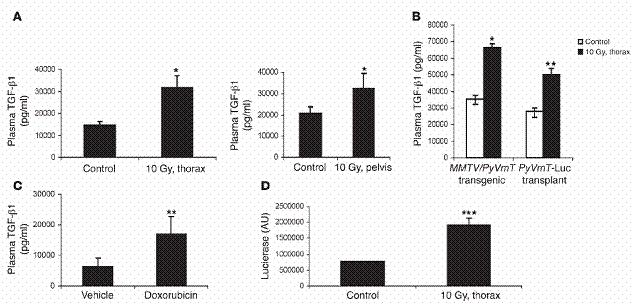 A
Plasma TGF-β1
(pg/ml)
40000
30000
20000
10000
0
*
Control
10 Gy, thorax
Plasma TGF-β1
(pg/ml)
40000
30000
20000
10000
0
*
Control
10 Gy, pelvis
B
Plasma TGF-β1 (pg/ml)
80000
70000
60000
50000
40000
30000
20000
10000
0
*
**
Control
10 Gy, thorax
MMTV/PyVmT
transgenic
PyVmT-Luc
transplant
C
Plasma TGF-β1
(pg/ml)
30000
20000
10000
0
**
Vehicle
Doxorubicin
D
Luciferase (AU)
2500000
2000000
1500000
1000000
500000
0
***
Control
10 Gy, thorax